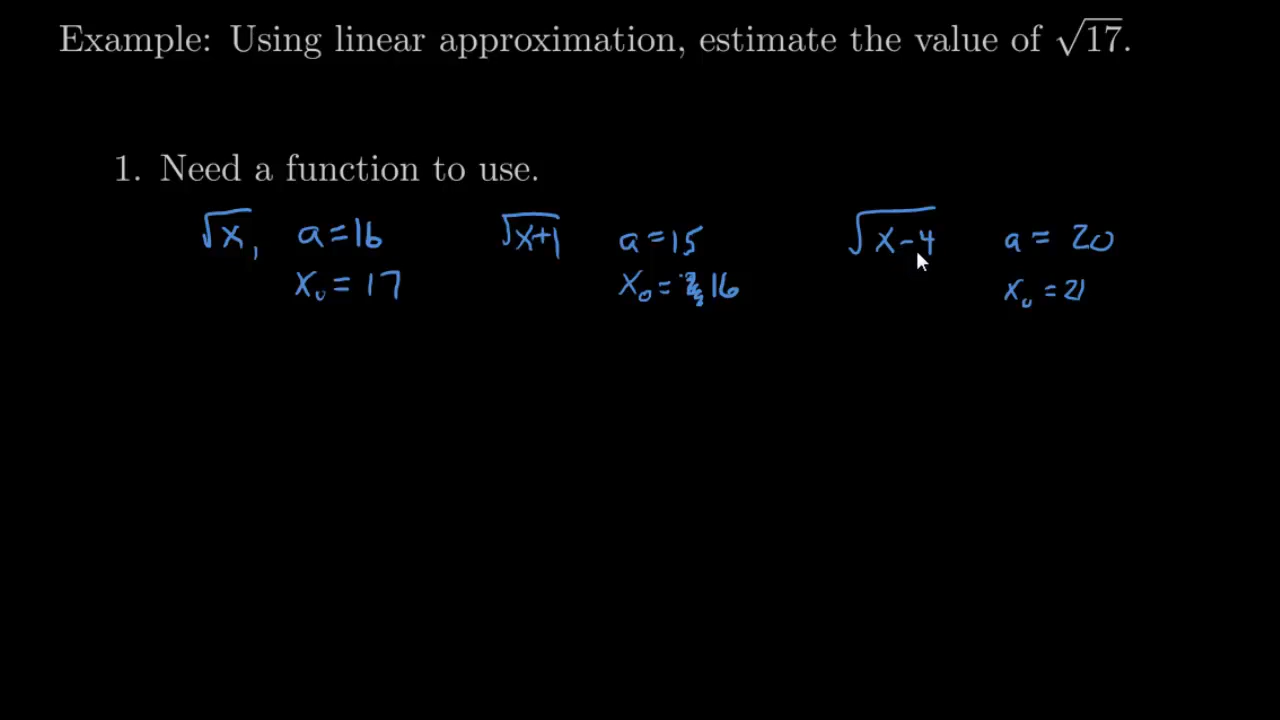 Example: Using linear approximation, estimate the value of √17.
1. Need a function to use.
√x, a=16 √x+1 a=15 √x-4 a= 20
x₀ = 17 x₀ = 16 x₀ = 21